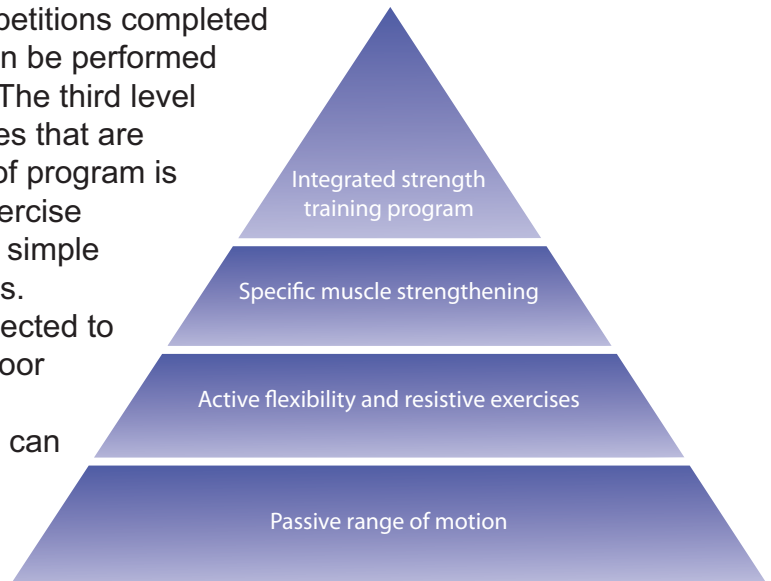 petitions completed
n be performed
The third level
es that are
of program is
ercise
simple
s.
ected to
oor
can
Integrated strength
training program
Specific muscle strengthening
Active flexibility and resistive exercises
Passive range of motion